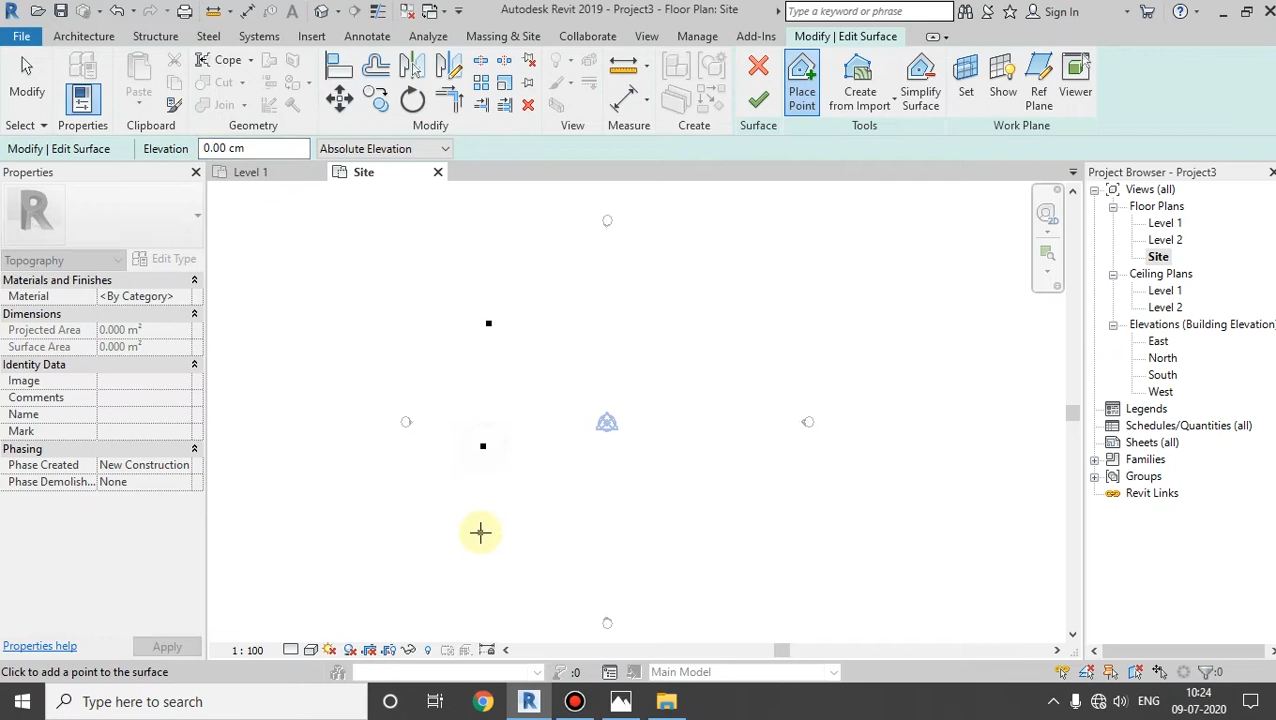 Autodesk Revit 2019 - Project3 - Floor Plan: Site
Type a keyword or phrase
Sign In
File
Architecture
Structure
Steel
Systems
Insert
Annotate
Analyze
Massing & Site
Collaborate
View
Manage
Add-Ins
Modify | Edit Surface
Modify
Properties
Paste
Cope
Cut
Join
Place Point
Create from Import
Simplify Surface
Set
Show
Ref Plane
Viewer
Select
Properties
Clipboard
Geometry
Modify
View
Measure
Create
Surface
Tools
Work Plane
Modify | Edit Surface
Elevation
0.00 cm
Absolute Elevation
Properties
Level 1
Site
Project Browser - Project3
R
Topography
Edit Type
Materials and Finishes
Material <By Category>
Dimensions
Projected Area 0.000 m²
Surface Area 0.000 m²
Identity Data
Image
Comments
Name
Mark
Phasing
Phase Created New Construction
Phase Demolish... None
Views (all)
Floor Plans
Level 1
Level 2
Site
Ceiling Plans
Level 1
Level 2
Elevations (Building Elevation)
East
North
South
West
Legends
Schedules/Quantities (all)
Sheets (all)
Families
Groups
Revit Links
2D
Properties help
Apply
1 : 100
Click to add a point to the surface
:0
Main Model
:0
Type here to search
R
ENG
10:24
09-07-2020